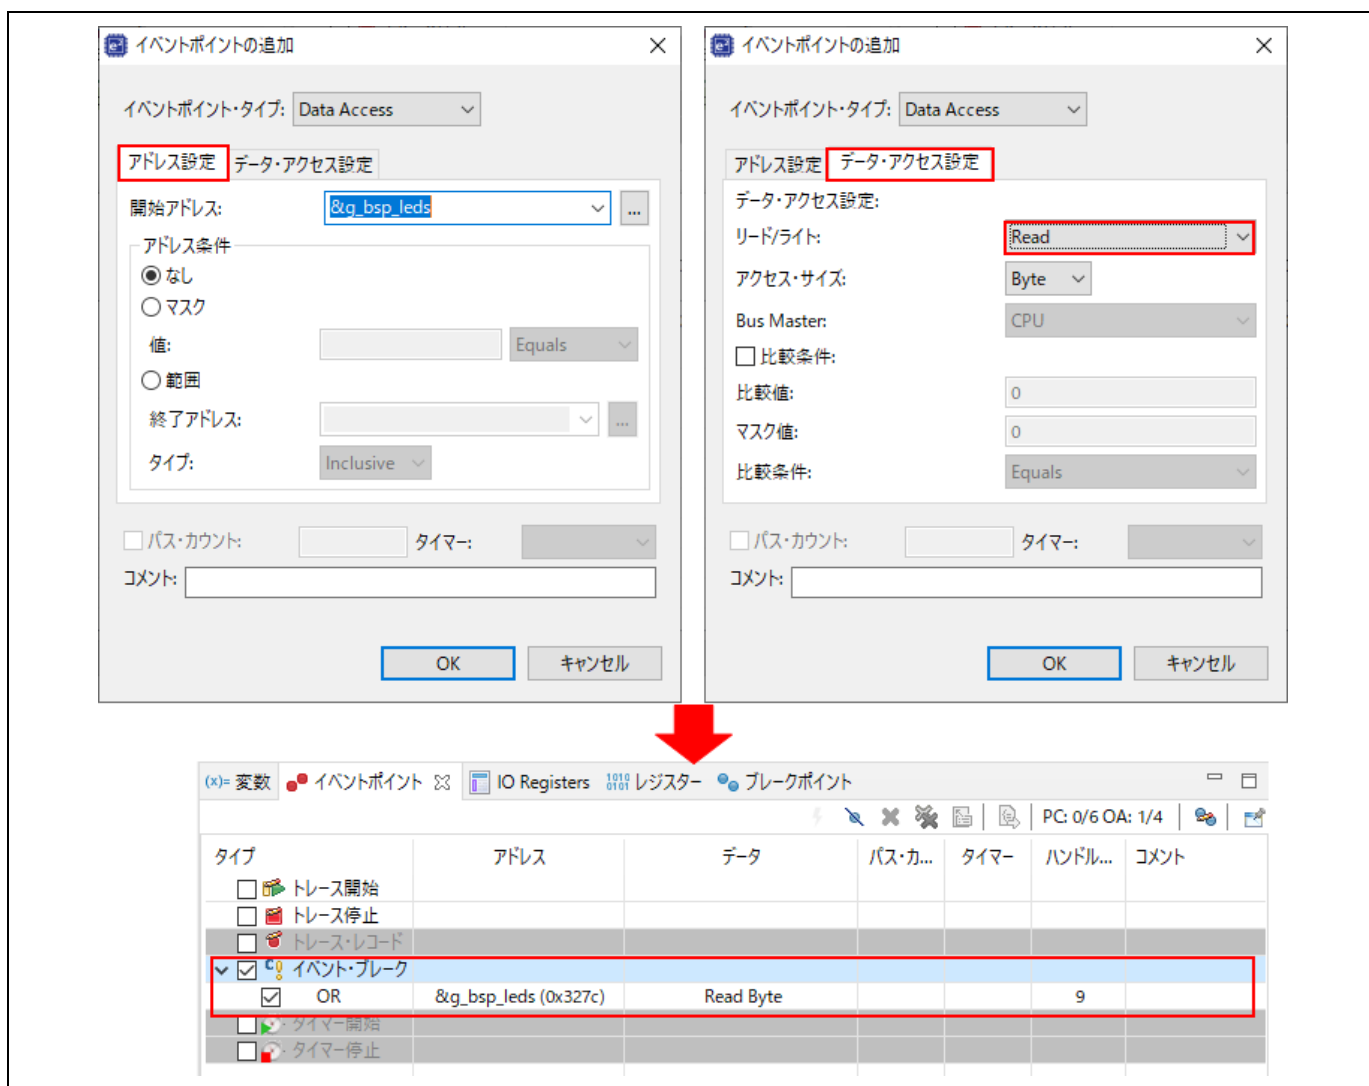 イベントポイントの追加
イベントポイント・タイプ: Data Access
アドレス設定 データ・アクセス設定
開始アドレス: &g_bsp_leds ...
アドレス条件
なし
マスク
値: Equals
範囲
終了アドレス: ...
タイプ: Inclusive
パス・カウント: タイマー:
コメント:
OK キャンセル
イベントポイントの追加
イベントポイント・タイプ: Data Access
アドレス設定 データ・アクセス設定
データ・アクセス設定:
リード/ライト: Read
アクセス・サイズ: Byte
Bus Master: CPU
比較条件:
比較値: 0
マスク値: 0
比較条件: Equals
パス・カウント: タイマー:
コメント:
OK キャンセル
(x)= 変数 イベントポイント IO Registers 1010 0101 レジスター ブレークポイント
PC: 0/6 OA: 1/4
タイプ アドレス データ パス・カ... タイマー ハンドル... コメント
トレース開始
トレース停止
トレース・レコード
イベント・ブレーク
OR &g_bsp_leds (0x327c) Read Byte 9
タイマー開始
タイマー停止